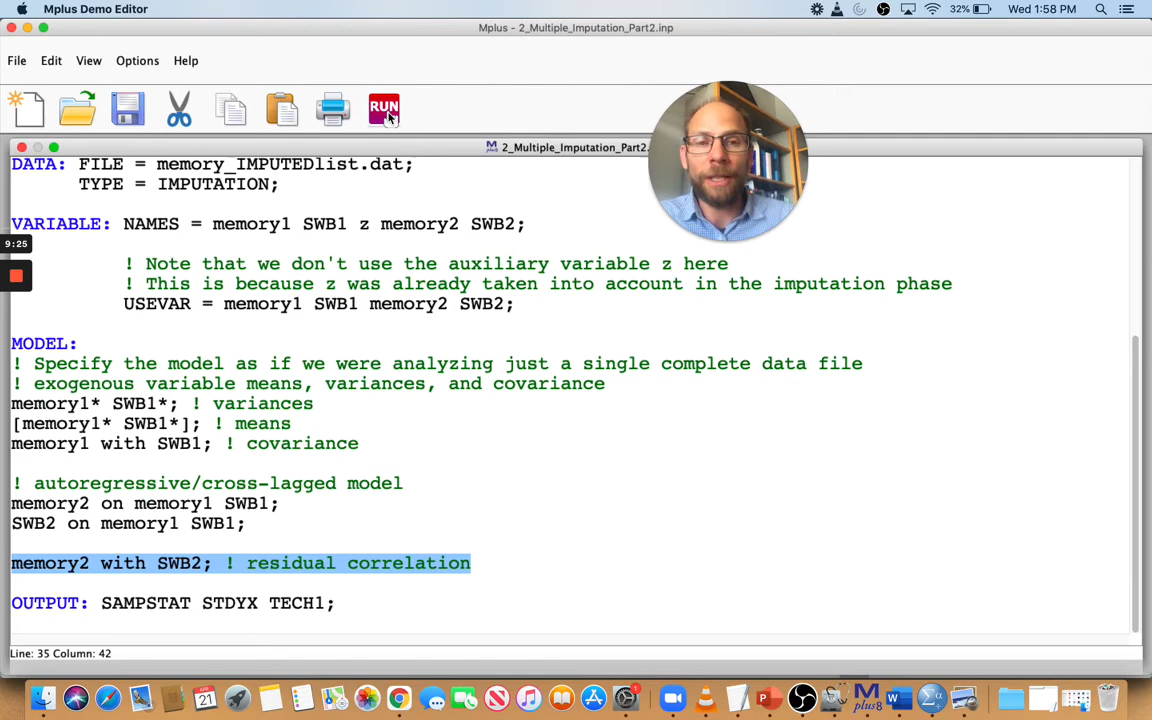 Mplus Demo Editor
32%
Wed 1:58 PM
Mplus - 2_Multiple_Imputation_Part2.inp
File Edit View Options Help
RUN
2_Multiple_Imputation_Part2.
DATA: FILE = memory_IMPUTEDlist.dat;
TYPE = IMPUTATION;
VARIABLE: NAMES = memory1 SWB1 z memory2 SWB2;
9:25
! Note that we don't use the auxiliary variable z here
! This is because z was already taken into account in the imputation phase
USEVAR = memory1 SWB1 memory2 SWB2;
MODEL:
! Specify the model as if we were analyzing just a single complete data file
! exogenous variable means, variances, and covariance
memory1* SWB1*; ! variances
[memory1* SWB1*]; ! means
memory1 with SWB1; ! covariance
! autoregressive/cross-lagged model
memory2 on memory1 SWB1;
SWB2 on memory1 SWB1;
memory2 with SWB2; ! residual correlation
OUTPUT: SAMPSTAT STDYX TECH1;
Line: 35 Column: 42